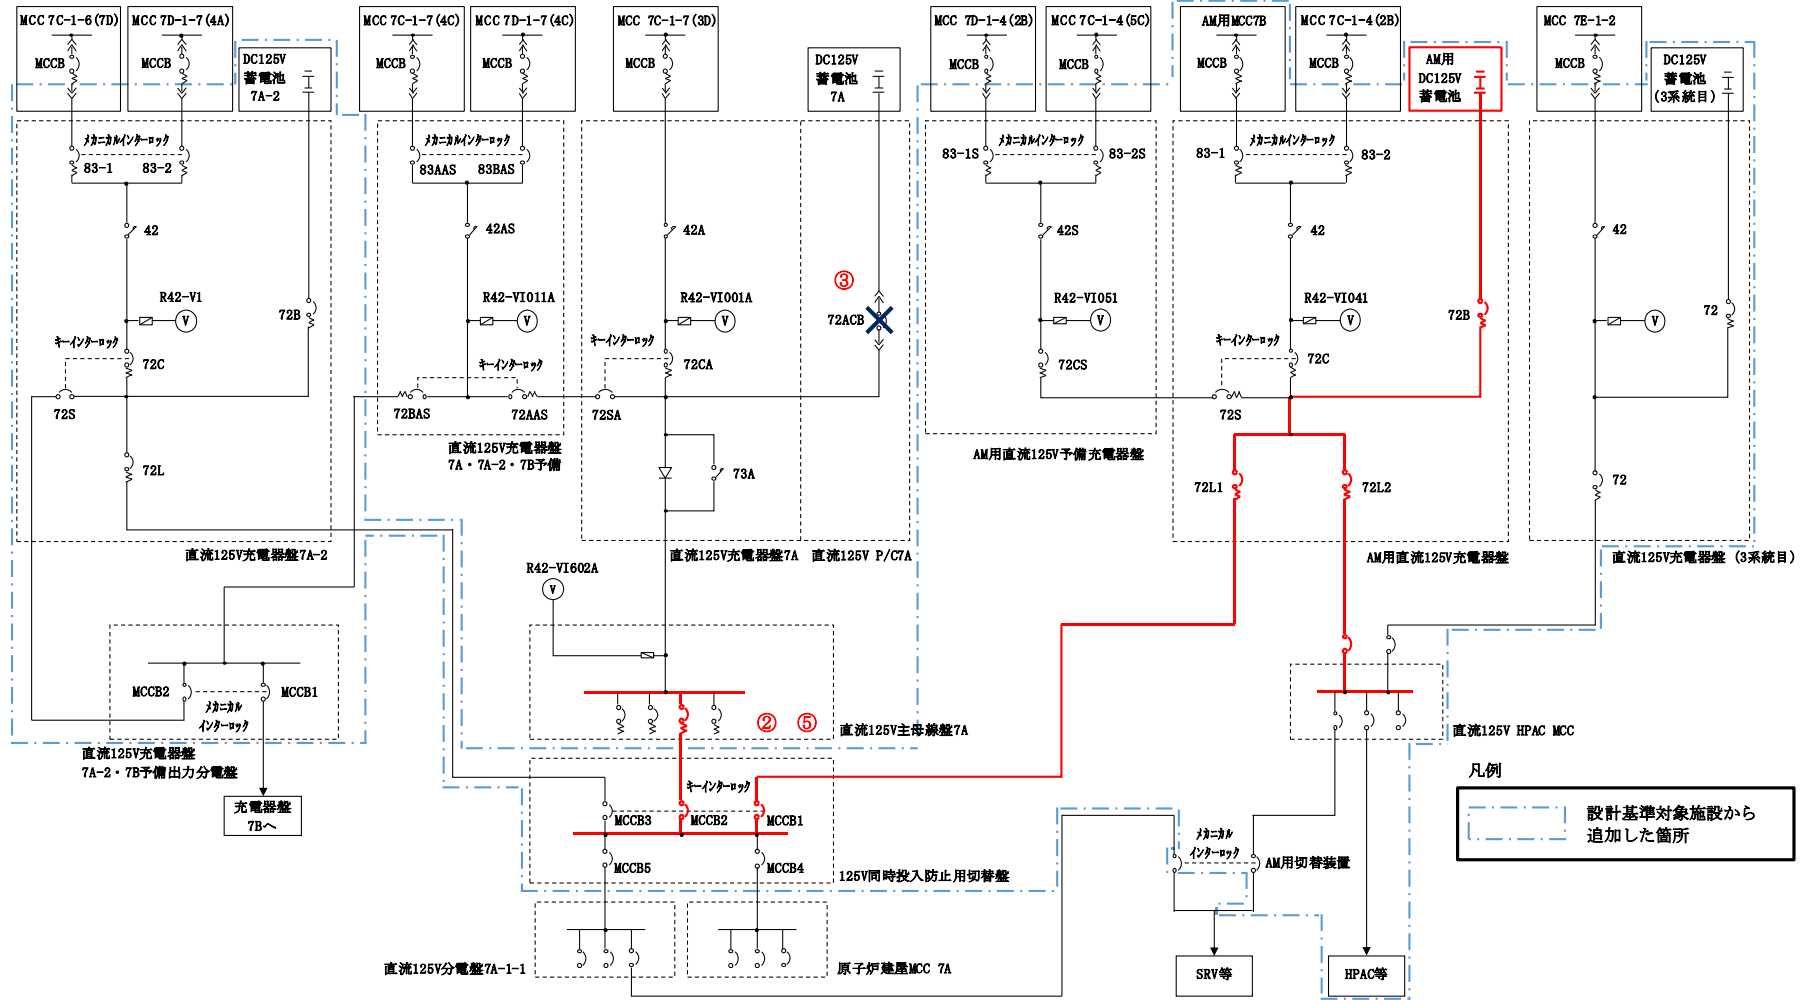 MCC 7C-1-6(7D)
MCC 7D-1-7(4A)
MCC 7C-1-7(4C)
MCC 7D-1-7(4C)
MCC 7C-1-7(3D)
MCC 7D-1-4(2B)
MCC 7C-1-4(5C)
AM用MCC7B
MCC 7C-1-4(2B)
MCC 7E-1-2
MCCB
MCCB
DC125V
蓄電池
7A-2
MCCB
MCCB
MCCB
DC125V
蓄電池
7A
MCCB
MCCB
MCCB
MCCB
AM用
DC125V
蓄電池
MCCB
DC125V
蓄電池
(3系統目)
メカニカルインターロック
83-1
83-2
メカニカルインターロック
83AAS
83BAS
メカニカルインターロック
83-1S
83-2S
メカニカルインターロック
83-1
83-2
42
42AS
42A
42S
42
42
③
R42-V1
V
72B
R42-VI011A
V
R42-VI001A
V
72ACB
R42-VI051
V
R42-VI041
V
72B
V
72
キーインターロック
72C
72S
キーインターロック
72BAS
72AAS
キーインターロック
72CA
72SA
72CS
キーインターロック
72C
72S
直流125V充電器盤
7A・7A-2・7B予備
AM用直流125V予備充電器盤
72L
73A
72L1
72L2
72
直流125V充電器盤7A-2
直流125V充電器盤7A
直流125V P/C7A
AM用直流125V充電器盤
直流125V充電器盤 (3系統目)
R42-VI602A
V
MCCB2
MCCB1
メカニカル
インターロック
② ⑤
直流125V主母線盤7A
直流125V HPAC MCC
直流125V充電器盤
7A-2・7B予備出力分電盤
充電器盤
7Bへ
キーインターロック
MCCB3
MCCB2
MCCB1
MCCB5
MCCB4
125V同時投入防止用切替盤
メカニカル
インターロック
AM用切替装置
凡例
設計基準対象施設から
追加した箇所
直流125V分電盤7A-1-1
原子炉建屋MCC 7A
SRV等
HPAC等